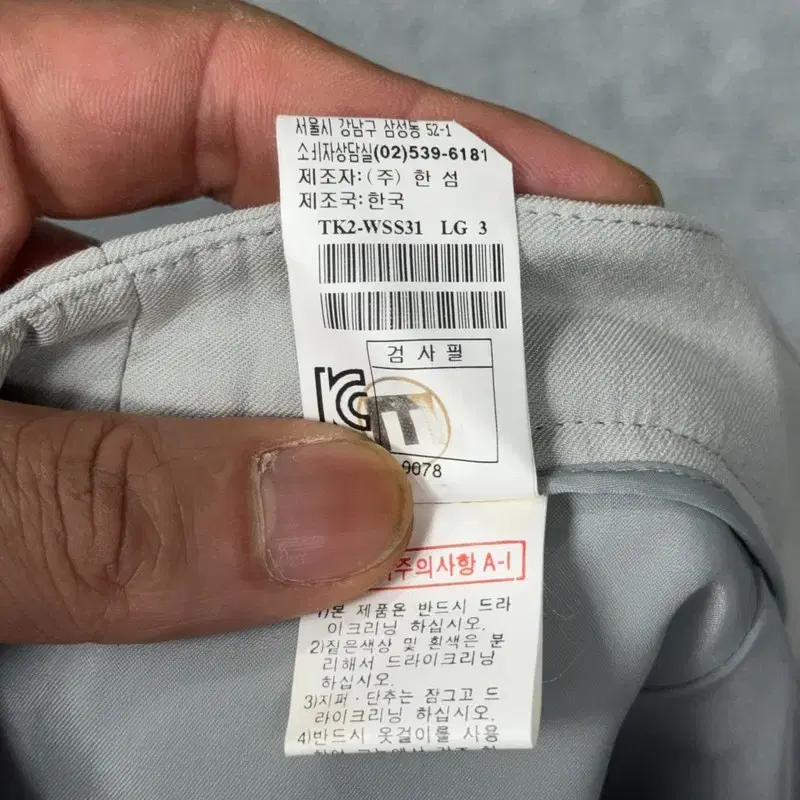 서울시 강남구 삼성동 52-1
소비자상담실(02)539-6181
제조자:(주) 한 섬
제조국:한국
TK2-WSS31 LG 3
검 사 필
TT
0078
주의사항 A-I
1)본 제품은 반드시 드라
이크리닝 하십시오.
2)짙은색상 및 흰색은 분
리해서 드라이크리닝
하십시오.
3)지퍼·단추는 잠그고 드
라이크리닝 하십시오.
4)반드시 옷걸이를 사용